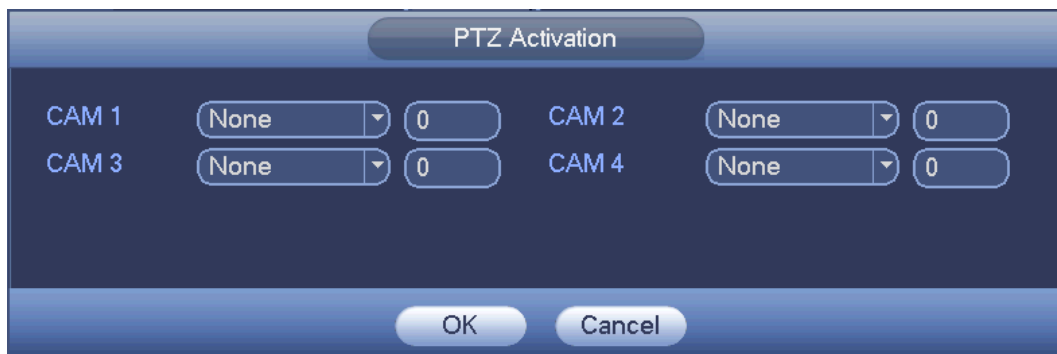 PTZ Activation
CAM 1 None 0 CAM 2 None 0
CAM 3 None 0 CAM 4 None 0
OK Cancel